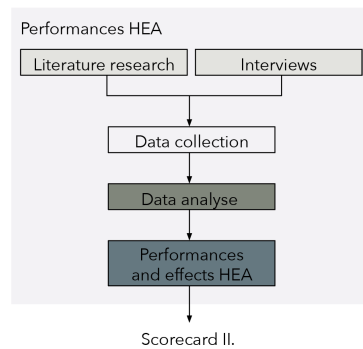 Performances HEA
Literature research
Interviews
Data collection
Data analyse
Performances
and effects HEA
Scorecard II.